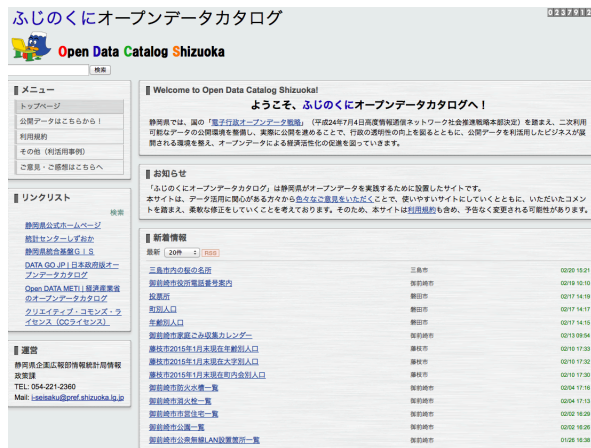 ふじのくにオープンデータカタログ
0237912
Open Data Catalog Shizuoka
検索
メニュー
トップページ
公開データはこちらから！
利用規約
その他（利活用事例）
ご意見・ご感想はこちらへ
リンクリスト
検索
静岡県公式ホームページ
統計センターしずおか
静岡県統合基盤ＧＩＳ
DATA GO JP | 日本政府版オー
プンデータカタログ
Open DATA METI | 経済産業省
のオープンデータカタログ
クリエイティブ・コモンズ・ラ
イセンス（CCライセンス）
運営
静岡県企画広報部情報統計局情報
政策課
TEL: 054-221-2360
Mail: i-seisaku@pref.shizuoka.lg.jp
Welcome to Open Data Catalog Shizuoka!
ようこそ、ふじのくにオープンデータカタログへ！
静岡県では、国の「電子行政オープンデータ戦略」（平成24年7月4日高度情報通信ネットワーク社会推進戦略本部決定）を踏まえ、二次利用
可能なデータの公開環境を整備し、実際に公開を進めることで、行政の透明性の向上を図るとともに、公開データを利活用したビジネスが展
開される環境を整え、オープンデータによる経済活性化の促進を図っていきます。
お知らせ
「ふじのくにオープンデータカタログ」は静岡県がオープンデータを実践するために設置したサイトです。
本サイトは、データ活用に関心がある方から色々なご意見をいただくことで、使いやすいサイトにしていくとともに、いただいたコメン
トを踏まえ、柔軟な修正をしていくことを考えております。そのため、本サイトは利用規約も含め、予告なく変更される可能性があります。
新着情報
最新 20件 RSS
三島市内の桜の名所 三島市 02/20 15:21
御前崎市役所電話番号案内 御前崎市 02/19 10:10
投票所 磐田市 02/17 14:19
町別人口 磐田市 02/17 14:17
年齢別人口 磐田市 02/17 14:15
御前崎市家庭ごみ収集カレンダー 御前崎市 02/13 09:54
藤枝市2015年1月末現在年齢別人口 藤枝市 02/10 17:33
藤枝市2015年1月末現在大字別人口 藤枝市 02/10 17:32
藤枝市2015年1月末現在町内会別人口 藤枝市 02/10 17:30
御前崎市防火水槽一覧 御前崎市 02/04 17:16
御前崎市消火栓一覧 御前崎市 02/04 17:13
御前崎市市営住宅一覧 御前崎市 02/02 16:29
御前崎市公園一覧 御前崎市 02/02 16:26
御前崎市公衆無線LAN設置箇所一覧 御前崎市 01/26 16:38